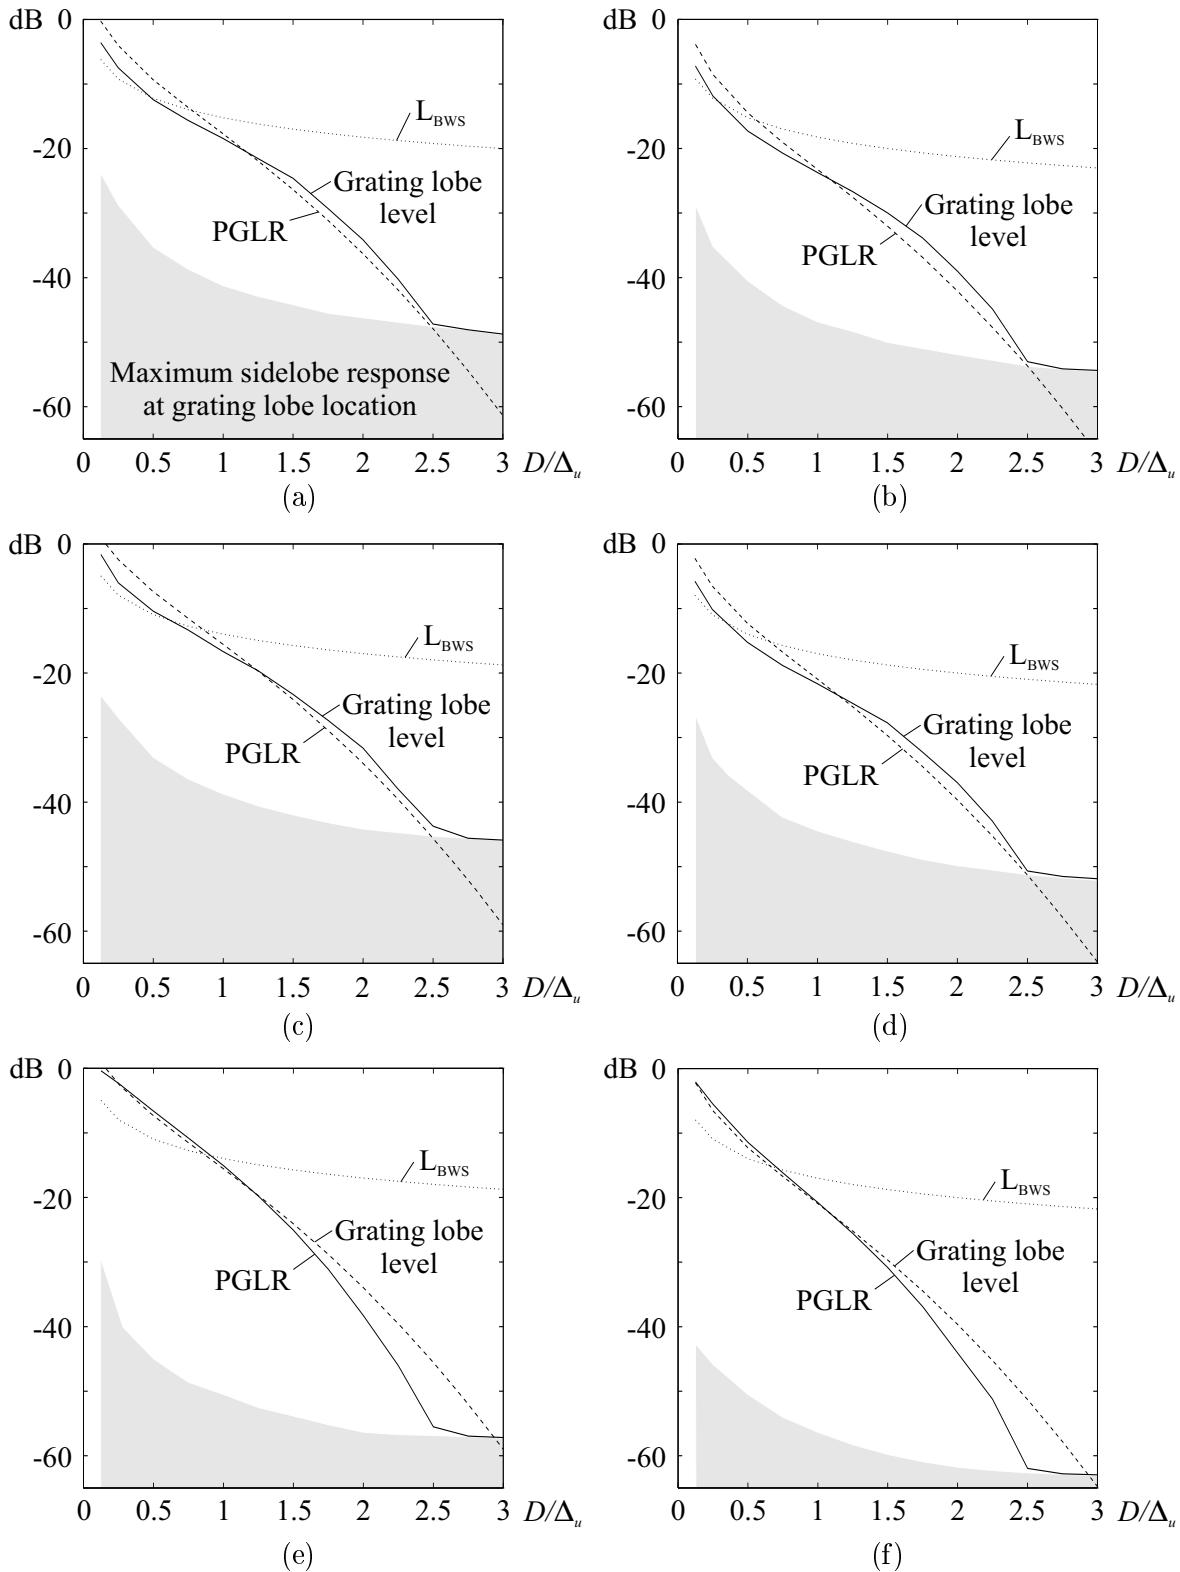 dB 0
-20
-40
-60
L_BWS
Grating lobe
level
PGLR
Maximum sidelobe response
at grating lobe location
0 0.5 1 1.5 2 2.5 3 D/Δ_u
(a)
dB 0
-20
-40
-60
L_BWS
Grating lobe
level
PGLR
0 0.5 1 1.5 2 2.5 3 D/Δ_u
(b)
dB 0
-20
-40
-60
L_BWS
Grating lobe
level
PGLR
0 0.5 1 1.5 2 2.5 3 D/Δ_u
(c)
dB 0
-20
-40
-60
L_BWS
Grating lobe
level
PGLR
0 0.5 1 1.5 2 2.5 3 D/Δ_u
(d)
dB 0
-20
-40
-60
L_BWS
Grating lobe
level
PGLR
0 0.5 1 1.5 2 2.5 3 D/Δ_u
(e)
dB 0
-20
-40
-60
L_BWS
Grating lobe
level
PGLR
0 0.5 1 1.5 2 2.5 3 D/Δ_u
(f)